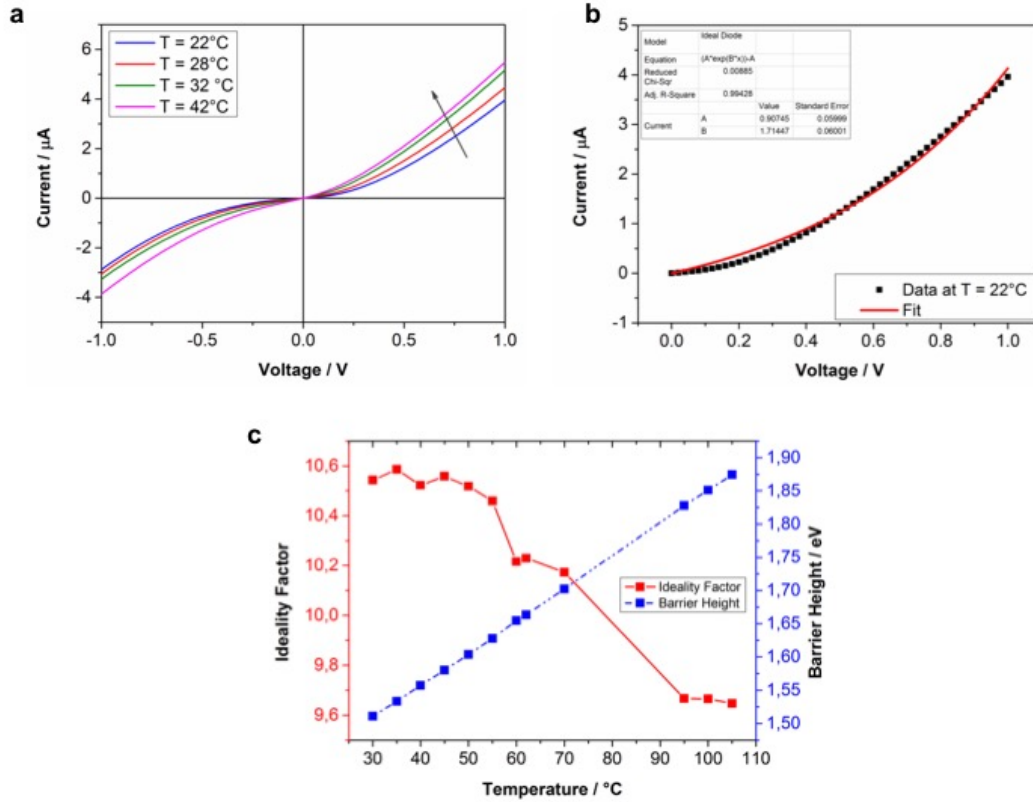 a
6
4
2
0
-2
-4
Current / µA
T = 22°C
T = 28°C
T = 32 °C
T = 42°C
-1.0 -0.5 0.0 0.5 1.0
Voltage / V
b
5
4
3
2
1
0
-1
Current / µA
Model Ideal Diode
Equation (A*exp(B*x))-A
Reduced Chi-Sqr 0.00885
Adj. R-Square 0.99428
Value Standard Error
Current A 0.90745 0.05999
B 1.71447 0.06001
Data at T = 22°C
Fit
0.0 0.2 0.4 0.6 0.8 1.0
Voltage / V
c
10,6
10,4
10,2
10,0
9,8
9,6
Ideality Factor
Ideality Factor
Barrier Height
1,90
1,85
1,80
1,75
1,70
1,65
1,60
1,55
1,50
Barrier Height / eV
30 40 50 60 70 80 90 100 110
Temperature / °C